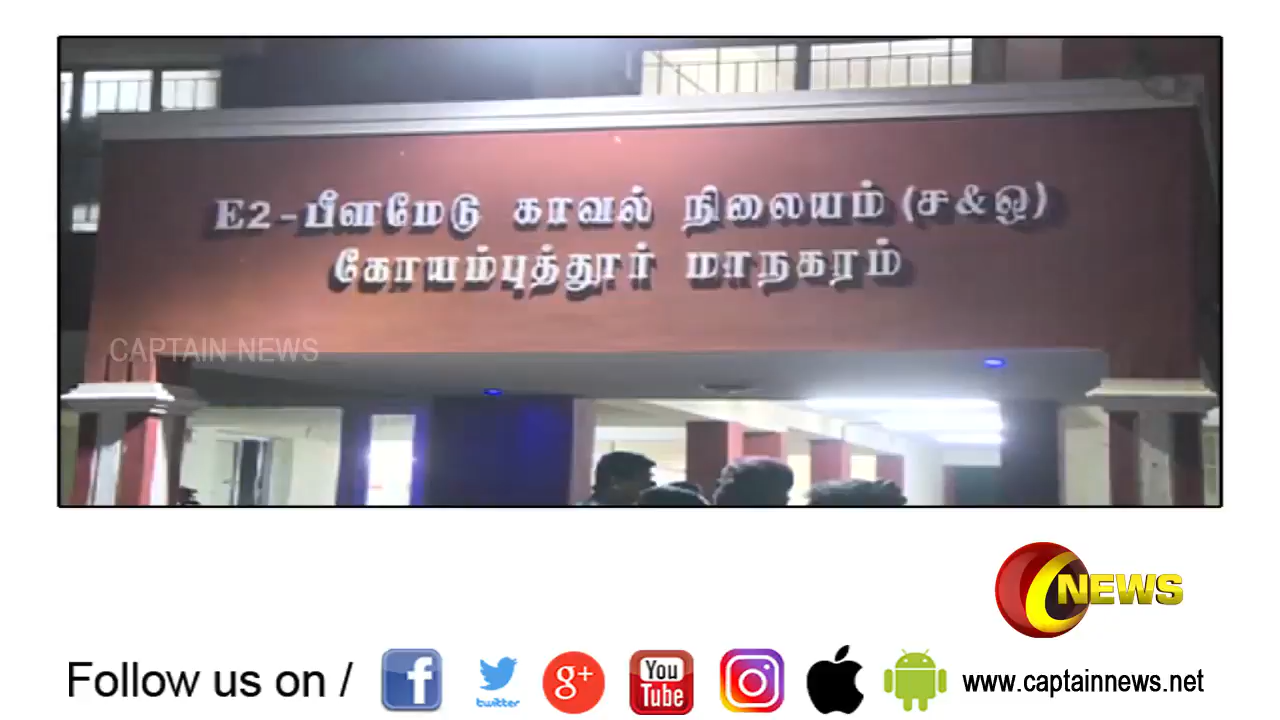 E2-பீளமேடு காவல் நிலையம் (ச&ஒ)
கோயம்புத்தூர் மாநகரம்
CAPTAIN NEWS
NEWS
Follow us on / f twitter g+ You Tube www.captainnews.net